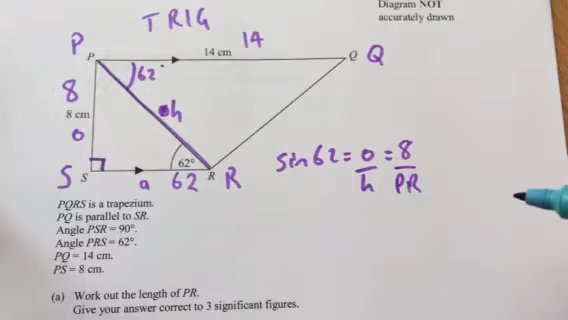 Diagram NOT
accurately drawn
TRIG
P
P
14 cm
14
Q
Q
62°
8
8 cm
h
o
S
S
62°
a
62
R
R
sin 62 = o/h = 8/PR
PQRS is a trapezium.
PQ is parallel to SR.
Angle PSR = 90°.
Angle PRS = 62°.
PQ = 14 cm.
PS = 8 cm.
(a) Work out the length of PR.
Give your answer correct to 3 significant figures.